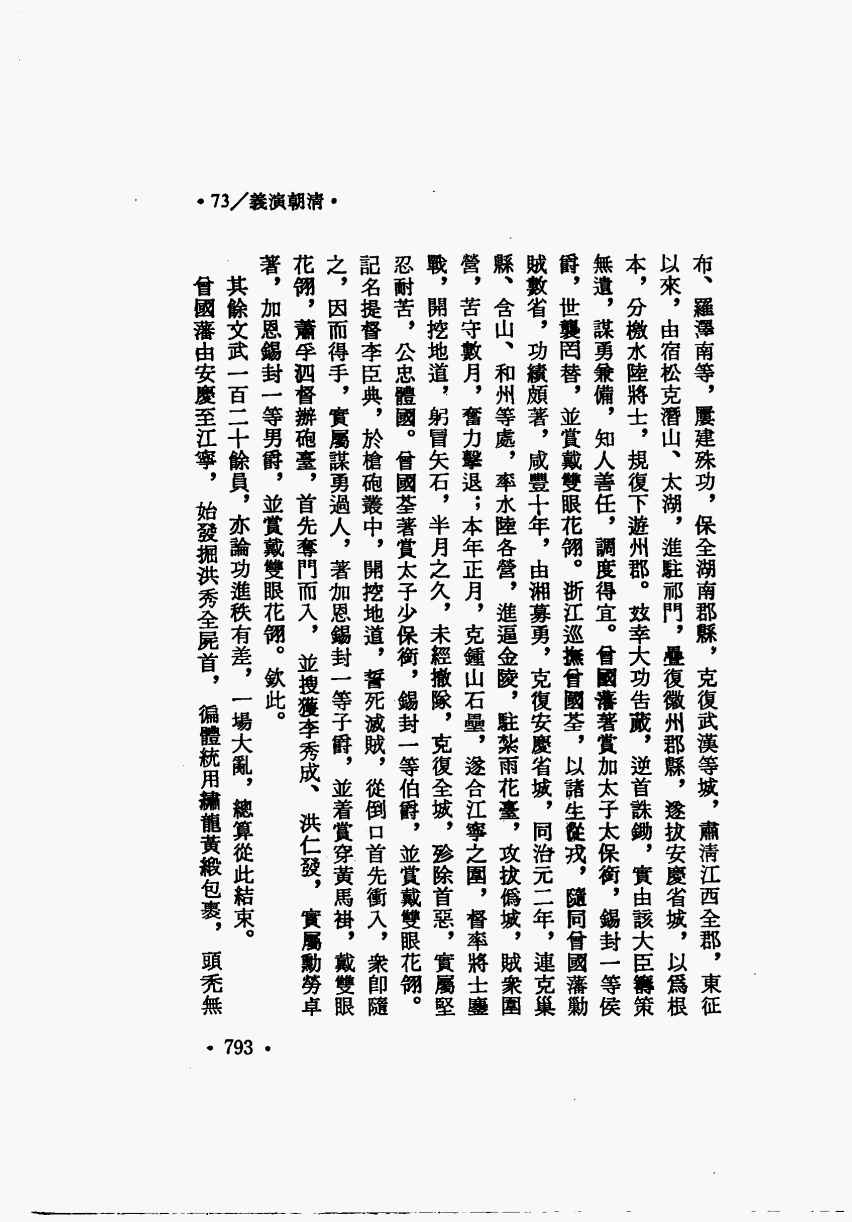 •73／義演朝清•
布、羅澤南等，屢建殊功，保全湖南郡縣，克復武漢等城，肅清江西全郡，東征
以來，由宿松克潛山、太湖，進駐祁門，疊復徽州郡縣，遂拔安慶省城，以爲根
本，分檄水陸將士，規復下遊州郡。玆幸大功告蕆，逆首誅鋤，實由該大臣籌策
無遺，謀勇兼備，知人善任，調度得宜。曾國藩著賞加太子太保銜，錫封一等侯
爵，世襲罔替，並賞戴雙眼花翎。浙江巡撫曾國荃，以諸生從戎，隨同曾國藩勦
賊數省，功績頗著，咸豐十年，由湘募勇，克復安慶省城，同治元二年，連克巢
縣、含山、和州等處，率水陸各營，進逼金陵，駐紮雨花臺，攻拔僞城，賊衆圍
營，苦守數月，奮力擊退；本年正月，克鍾山石壘，遂合江寧之圍，督率將士鏖
戰，開挖地道，躬冒矢石，半月之久，未經撤隊，克復全城，殄除首惡，實屬堅
忍耐苦，公忠體國。曾國荃著賞太子少保銜，錫封一等伯爵，並賞戴雙眼花翎。
記名提督李臣典，於槍砲叢中，開挖地道，誓死滅賊，從倒口首先衝入，衆卽隨
之，因而得手，實屬謀勇過人，著加恩錫封一等子爵，並着賞穿黃馬褂，戴雙眼
花翎，蕭孚泗督辦砲臺，首先奪門而入，並搜獲李秀成、洪仁發，實屬勳勞卓
著，加恩錫封一等男爵，並賞戴雙眼花翎。欽此。
其餘文武一百二十餘員，亦論功進秩有差，一場大亂，總算從此結束。
曾國藩由安慶至江寧，始發掘洪秀全屍首，徧體統用繡龍黃緞包裹，頭禿無
•793•